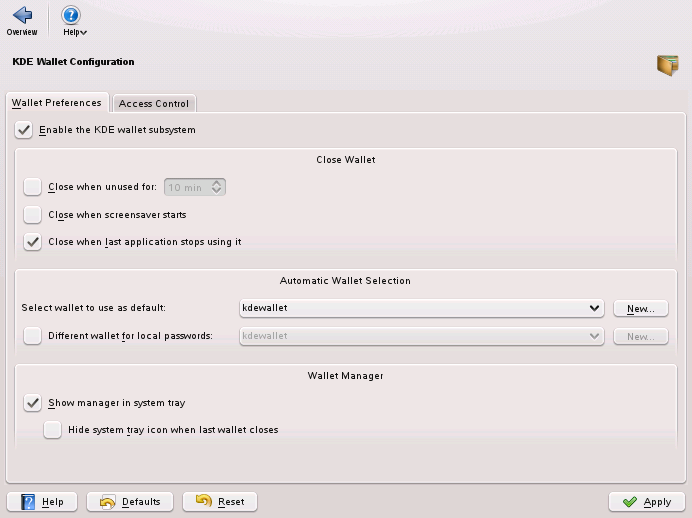 Overview
Help
KDE Wallet Configuration
Wallet Preferences
Access Control
Enable the KDE wallet subsystem
Close Wallet
Close when unused for:
10 min
Close when screensaver starts
Close when last application stops using it
Automatic Wallet Selection
Select wallet to use as default:
kdewallet
New...
Different wallet for local passwords:
kdewallet
New...
Wallet Manager
Show manager in system tray
Hide system tray icon when last wallet closes
Help
Defaults
Reset
Apply